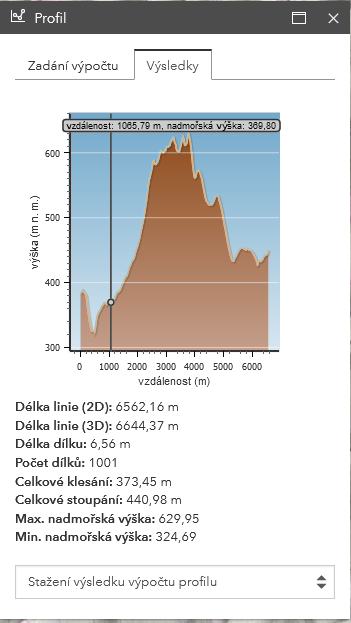 Profil
Zadání výpočtu
Výsledky
vzdálenost: 1065,79 m, nadmořská výška: 369,80
600
500
400
300
výška (m n. m.)
0 1000 2000 3000 4000 5000 6000
vzdálenost (m)
Délka linie (2D): 6562,16 m
Délka linie (3D): 6644,37 m
Délka dílku: 6,56 m
Počet dílků: 1001
Celkové klesání: 373,45 m
Celkové stoupání: 440,98 m
Max. nadmořská výška: 629,95
Min. nadmořská výška: 324,69
Stažení výsledku výpočtu profilu